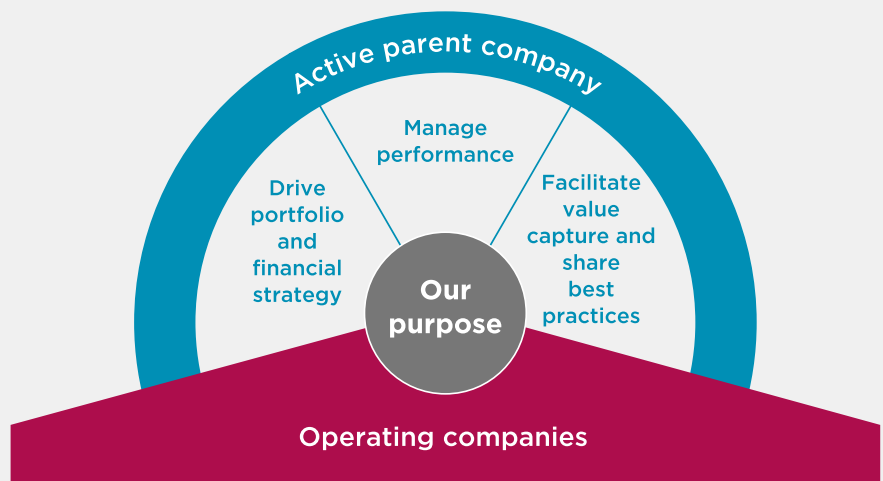 Active parent company
Manage
performance
Drive
portfolio
and
financial
strategy
Facilitate
value
capture and
share
best
practices
Our
purpose
Operating companies